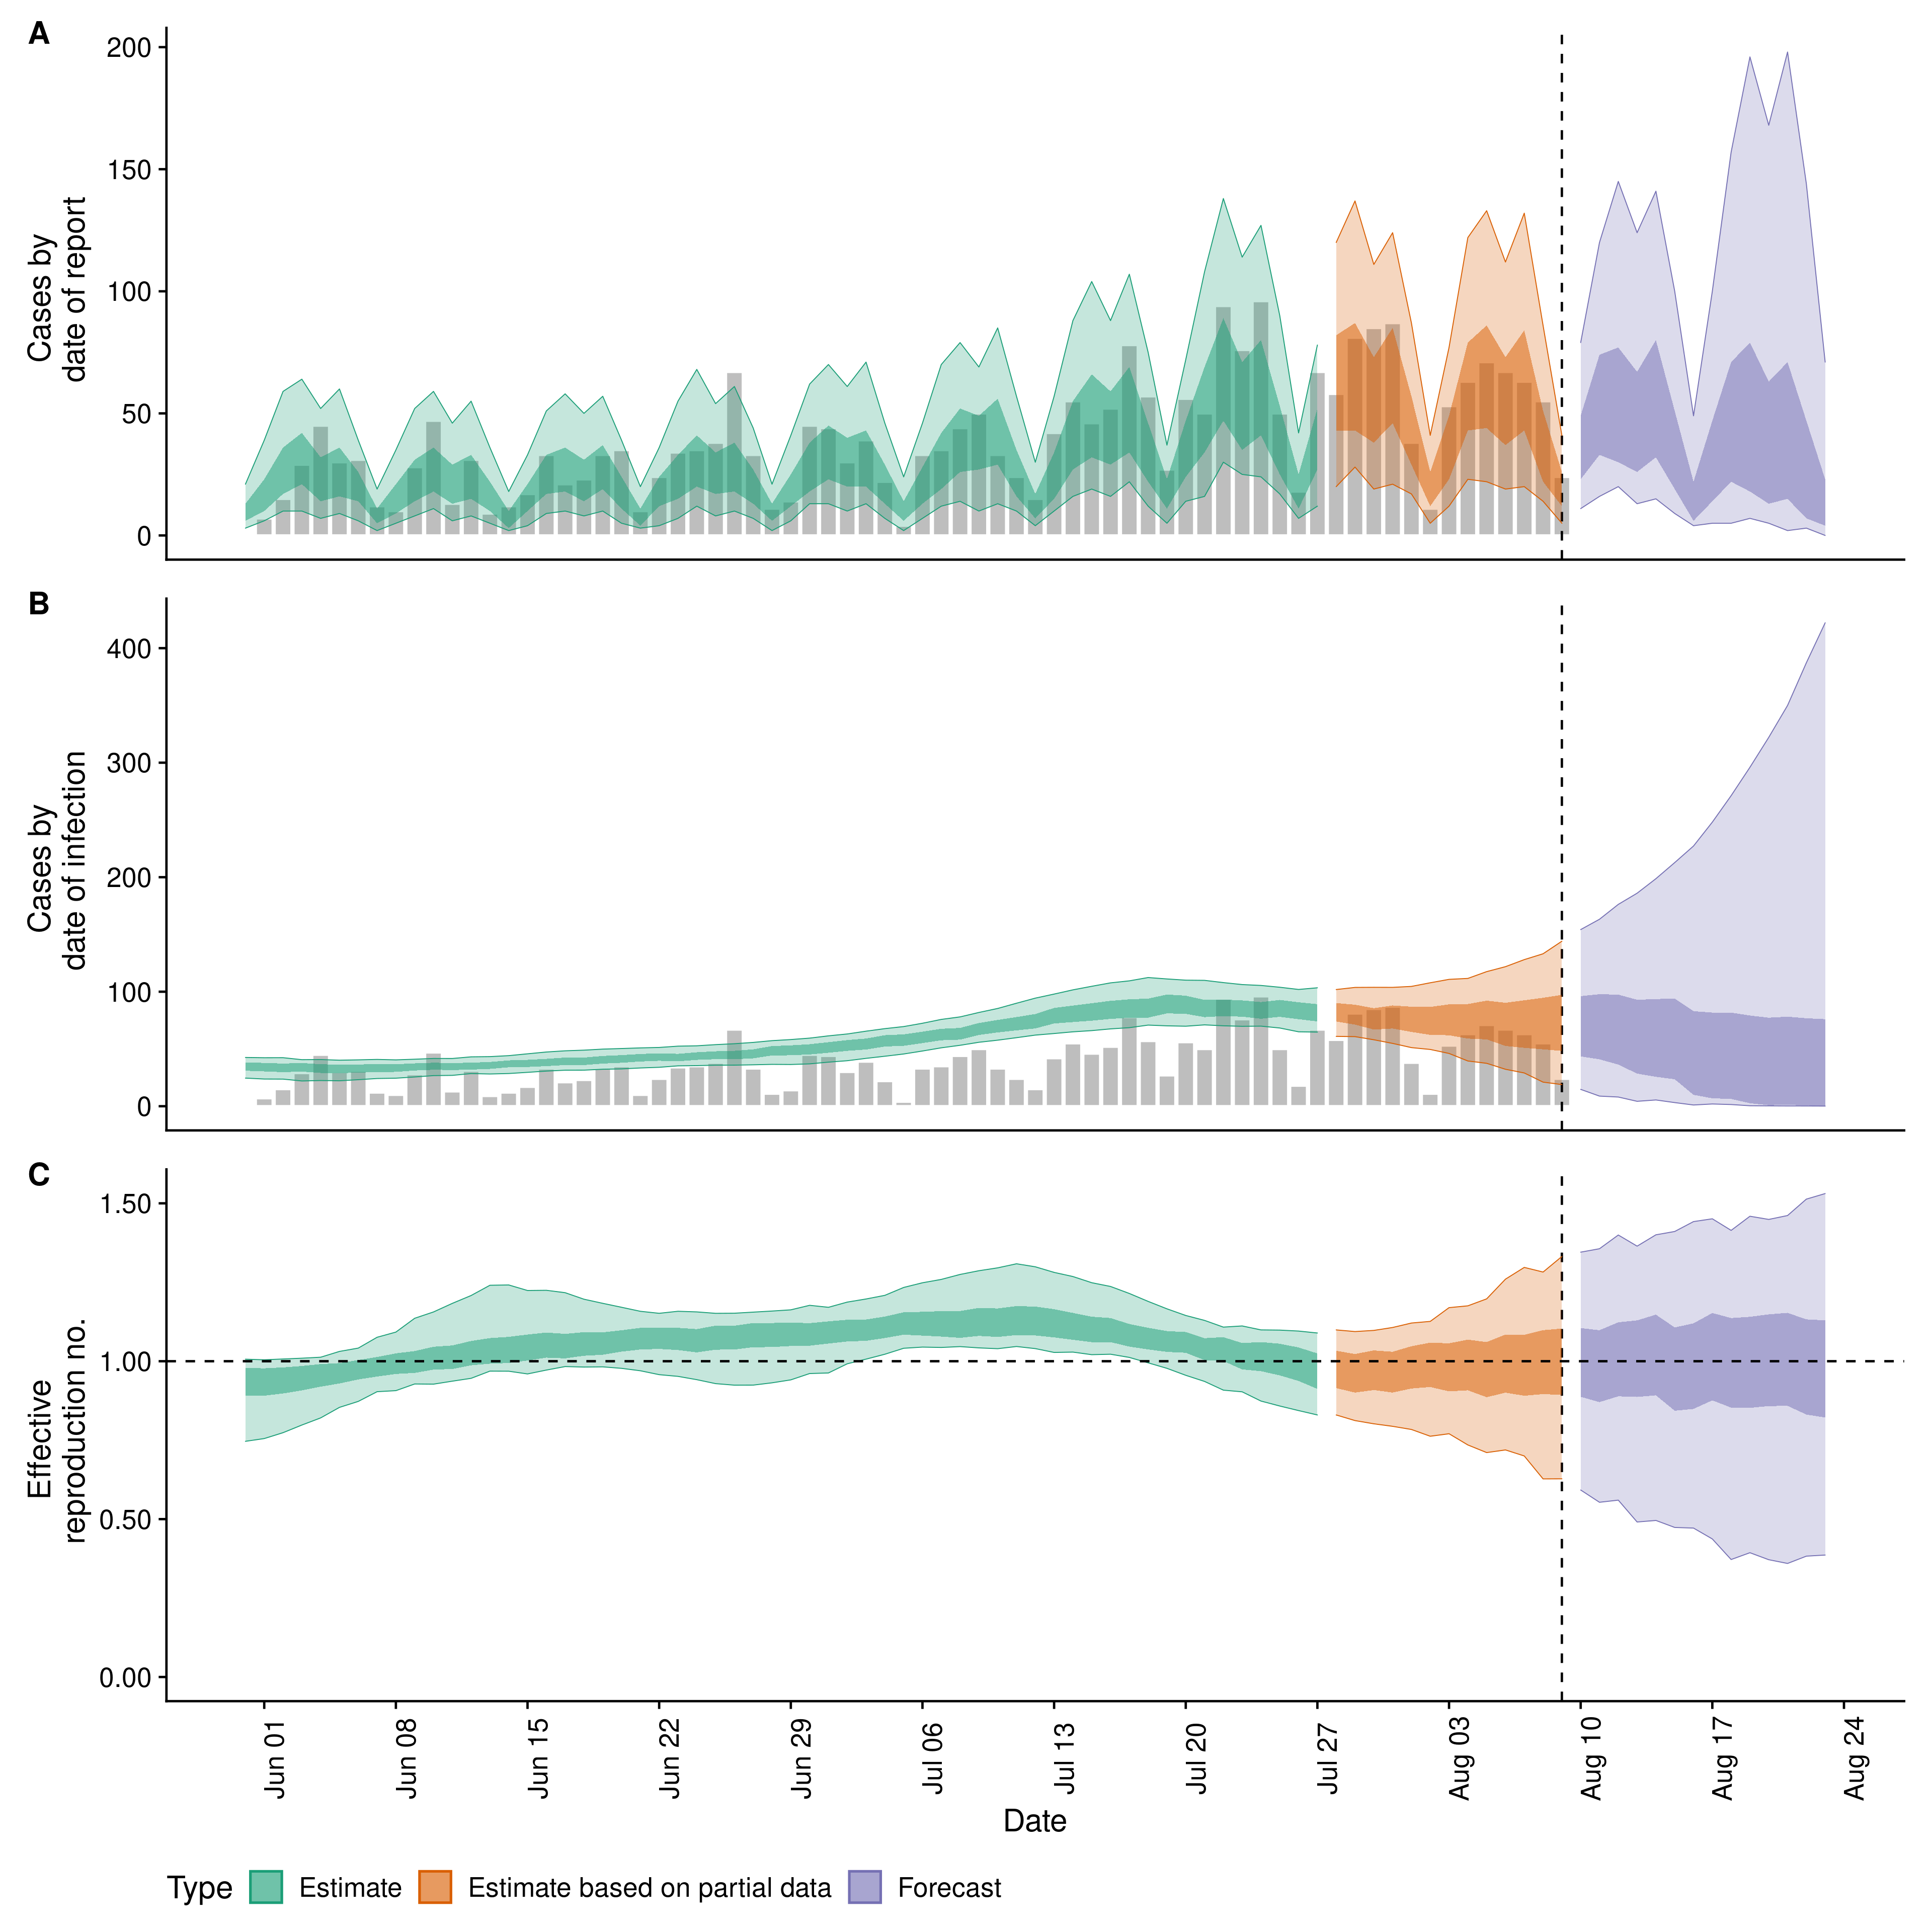 A
200
150
100
50
0
Cases by
date of report
B
400
300
200
100
0
Cases by
date of infection
C
1.50
1.00
0.50
0.00
Effective
reproduction no.
Jun 01
Jun 08
Jun 15
Jun 22
Jun 29
Jul 06
Jul 13
Jul 20
Jul 27
Aug 03
Aug 10
Aug 17
Aug 24
Date
Type Estimate Estimate based on partial data Forecast